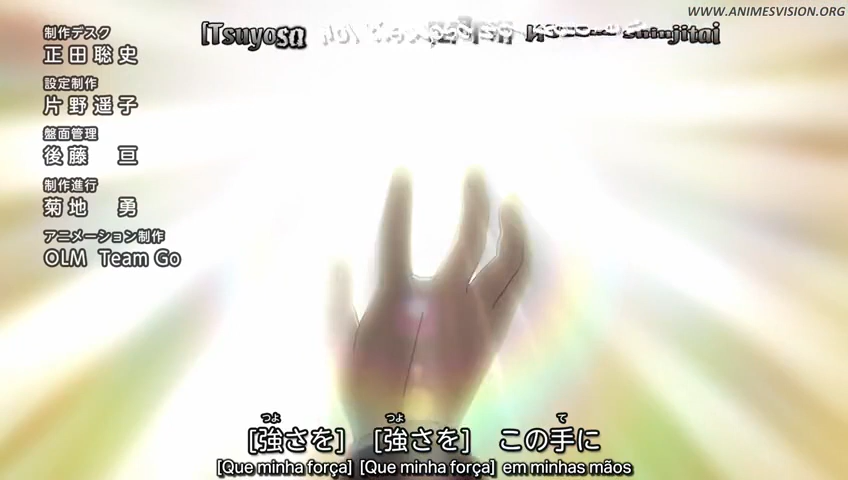 WWW.ANIMESVISION.ORG
[Tsuyosa shinjitai
制作デスク
正田聡史
設定制作
片野遥子
盤面管理
後藤 亘
制作進行
菊地 勇
アニメーション制作
OLM Team Go
つよ つよ て
[強さを] [強さを] この手に
[Que minha força] [Que minha força] em minhas mãos